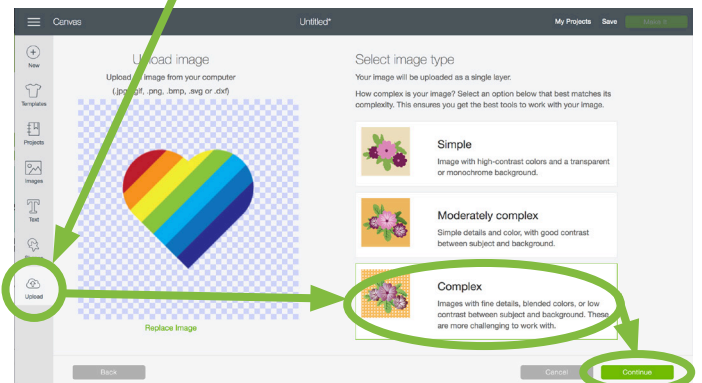 Canvas
Untitled*
My Projects Save Make It
New
Templates
Projects
Images
Text
Upload
Upload image
Upload an image from your computer
(.jpg, .gif, .png, .bmp, .svg or .dxf)
Replace Image
Select image type
Your image will be uploaded as a single layer.
How complex is your image? Select an option below that best matches its
complexity. This ensures you get the best tools to work with your image.
Simple
Image with high-contrast colors and a transparent
or monochrome background.
Moderately complex
Simple details and color, with good contrast
between subject and background.
Complex
Images with fine details, blended colors, or low
contrast between subject and background. These
are more challenging to work with.
Back
Cancel
Continue